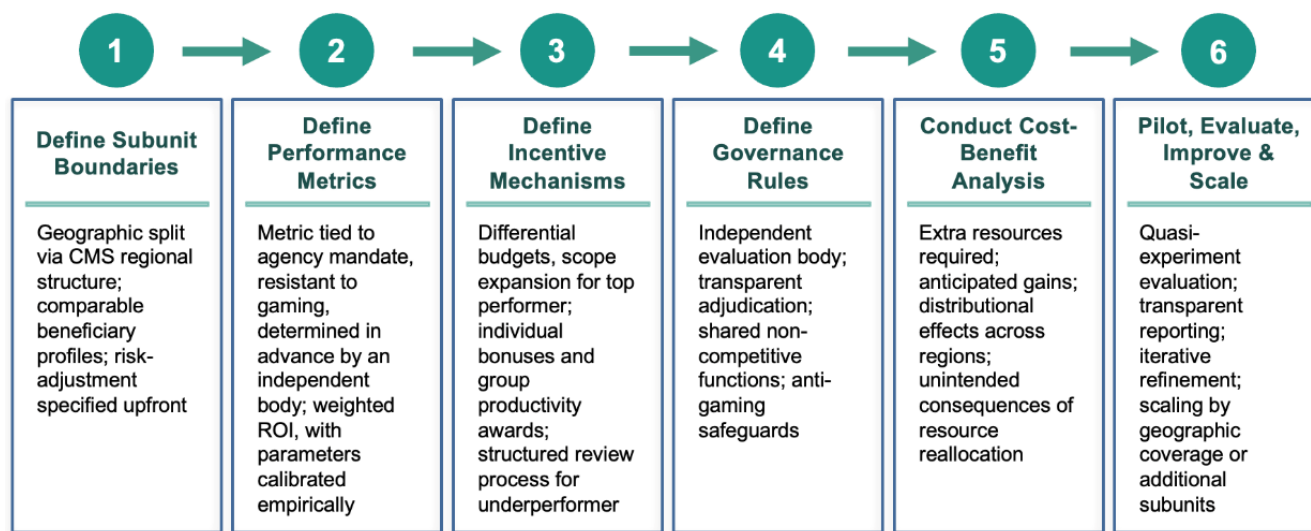 1
2
3
4
5
6
Define Subunit
Boundaries
Geographic split
via CMS regional
structure;
comparable
beneficiary
profiles; risk-
adjustment
specified upfront
Define
Performance
Metrics
Metric tied to
agency mandate,
resistant to
gaming,
determined in
advance by an
independent
body; weighted
ROI, with
parameters
calibrated
empirically
Define
Incentive
Mechanisms
Differential
budgets, scope
expansion for top
performer;
individual
bonuses and
group
productivity
awards;
structured review
process for
underperformer
Define
Governance
Rules
Independent
evaluation body;
transparent
adjudication;
shared non-
competitive
functions; anti-
gaming
safeguards
Conduct Cost-
Benefit
Analysis
Extra resources
required;
anticipated gains;
distributional
effects across
regions;
unintended
consequences of
resource
reallocation
Pilot, Evaluate,
Improve &
Scale
Quasi-
experiment
evaluation;
transparent
reporting;
iterative
refinement;
scaling by
geographic
coverage or
additional
subunits